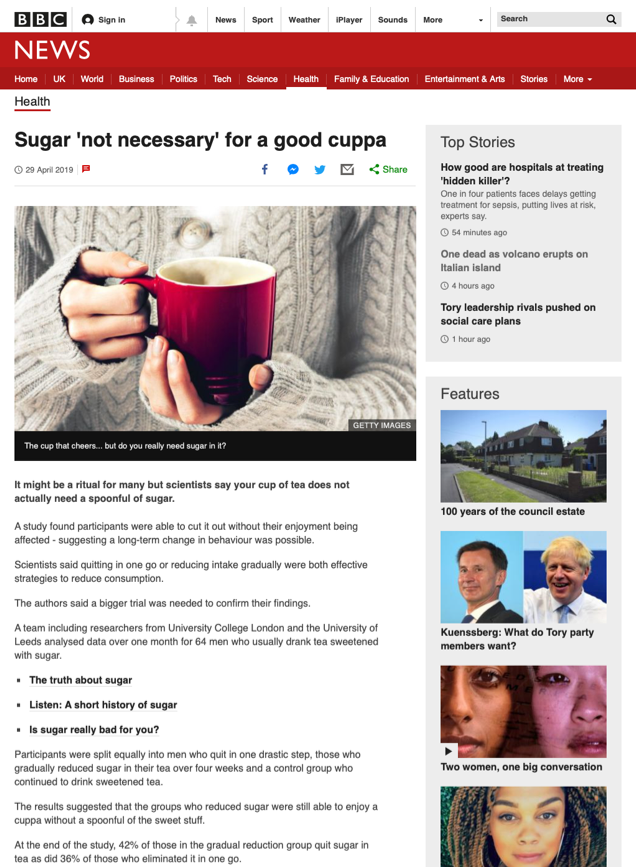 BBC
Sign in
News
Sport
Weather
iPlayer
Sounds
More
Search
NEWS
Home
UK
World
Business
Politics
Tech
Science
Health
Family & Education
Entertainment & Arts
Stories
More
Health
Sugar 'not necessary' for a good cuppa
29 April 2019
Share
GETTY IMAGES
The cup that cheers... but do you really need sugar in it?
It might be a ritual for many but scientists say your cup of tea does not
actually need a spoonful of sugar.
A study found participants were able to cut it out without their enjoyment being
affected - suggesting a long-term change in behaviour was possible.
Scientists said quitting in one go or reducing intake gradually were both effective
strategies to reduce consumption.
The authors said a bigger trial was needed to confirm their findings.
A team including researchers from University College London and the University of
Leeds analysed data over one month for 64 men who usually drank tea sweetened
with sugar.
The truth about sugar
Listen: A short history of sugar
Is sugar really bad for you?
Participants were split equally into men who quit in one drastic step, those who
gradually reduced sugar in their tea over four weeks and a control group who
continued to drink sweetened tea.
The results suggested that the groups who reduced sugar were still able to enjoy a
cuppa without a spoonful of the sweet stuff.
At the end of the study, 42% of those in the gradual reduction group quit sugar in
tea as did 36% of those who eliminated it in one go.
Top Stories
How good are hospitals at treating
'hidden killer'?
One in four patients faces delays getting
treatment for sepsis, putting lives at risk,
experts say.
54 minutes ago
One dead as volcano erupts on
Italian island
4 hours ago
Tory leadership rivals pushed on
social care plans
1 hour ago
Features
100 years of the council estate
Kuenssberg: What do Tory party
members want?
Two women, one big conversation